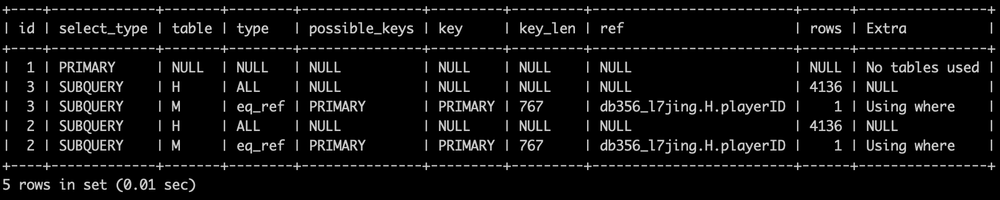 +----+-------------+-------+--------+---------------+---------+---------+--------------------------+------+----------------+
| id | select_type | table | type   | possible_keys | key     | key_len | ref                      | rows | Extra          |
+----+-------------+-------+--------+---------------+---------+---------+--------------------------+------+----------------+
|  1 | PRIMARY     | NULL  | NULL   | NULL          | NULL    | NULL    | NULL                     | NULL | No tables used |
|  3 | SUBQUERY    | H     | ALL    | NULL          | NULL    | NULL    | NULL                     | 4136 | NULL           |
|  3 | SUBQUERY    | M     | eq_ref | PRIMARY       | PRIMARY | 767     | db356_l7jing.H.playerID |    1 | Using where    |
|  2 | SUBQUERY    | H     | ALL    | NULL          | NULL    | NULL    | NULL                     | 4136 | NULL           |
|  2 | SUBQUERY    | M     | eq_ref | PRIMARY       | PRIMARY | 767     | db356_l7jing.H.playerID |    1 | Using where    |
+----+-------------+-------+--------+---------------+---------+---------+--------------------------+------+----------------+
5 rows in set (0.01 sec)